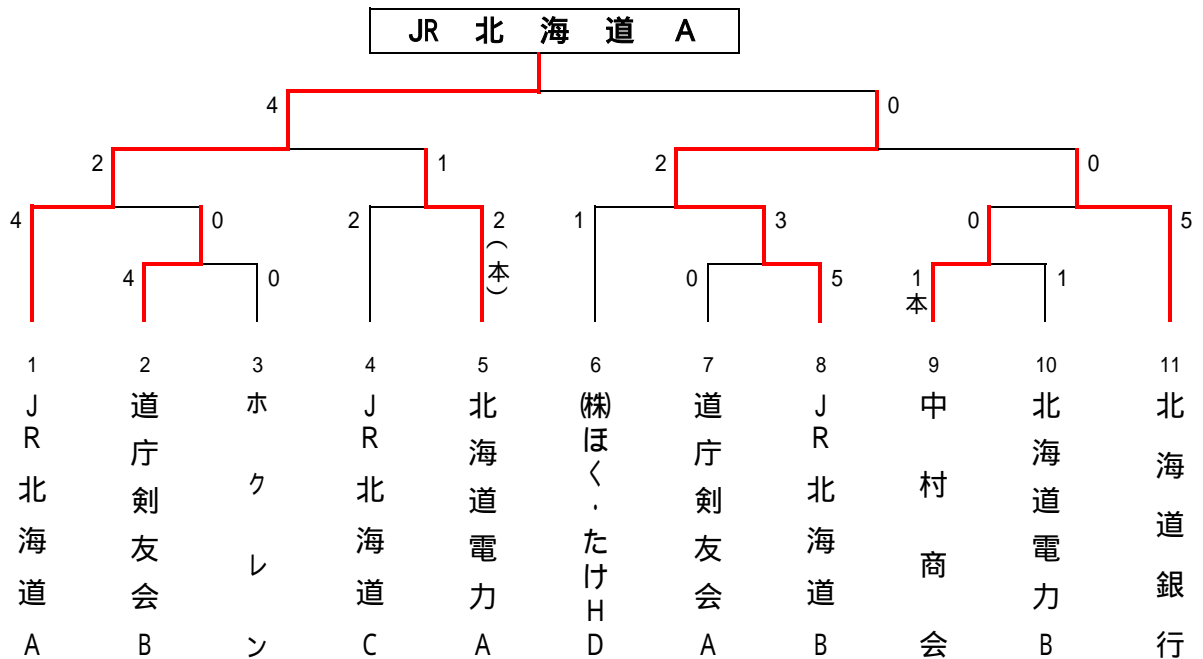 JR 北 海 道 A
4 0
2 1 2 0
4 0 2 2(本) 1 3 0 5
4 0 0 5 1本 1
1 2 3 4 5 6 7 8 9 10 11
JR北海道A
道庁剣友会B
ホクレン
JR北海道C
北海道電力A
㈱ほく・たけHD
道庁剣友会A
JR北海道B
中村商会
北海道電力B
北海道銀行